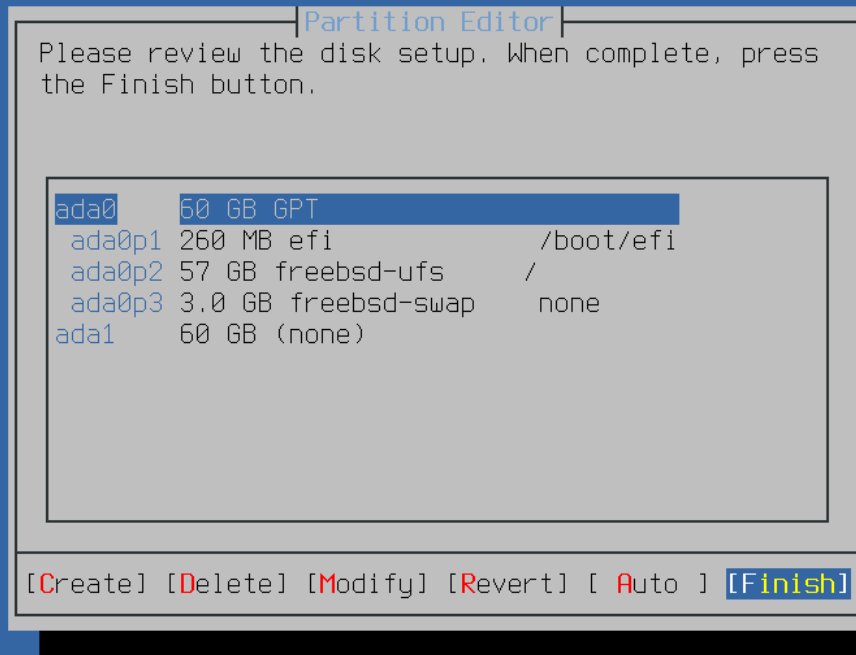 Partition Editor
Please review the disk setup. When complete, press
the Finish button.
ada0 60 GB GPT
ada0p1 260 MB efi /boot/efi
ada0p2 57 GB freebsd-ufs /
ada0p3 3.0 GB freebsd-swap none
ada1 60 GB (none)
[Create] [Delete] [Modify] [Revert] [ Auto ] [Finish]